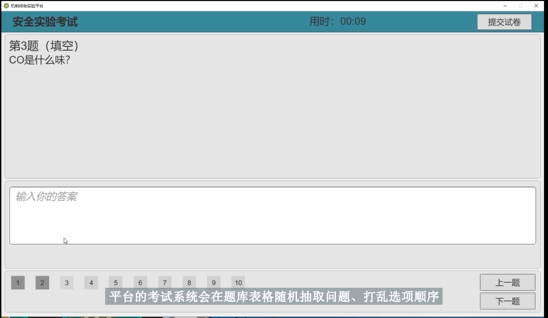 机械综合实验平台
安全实验考试
用时：00:09
提交试卷
第3题（填空）
CO是什么味？
输入你的答案
1 2 3 4 5 6 7 8 9 10
上一题
平台的考试系统会在题库表格随机抽取问题、打乱选项顺序
下一题